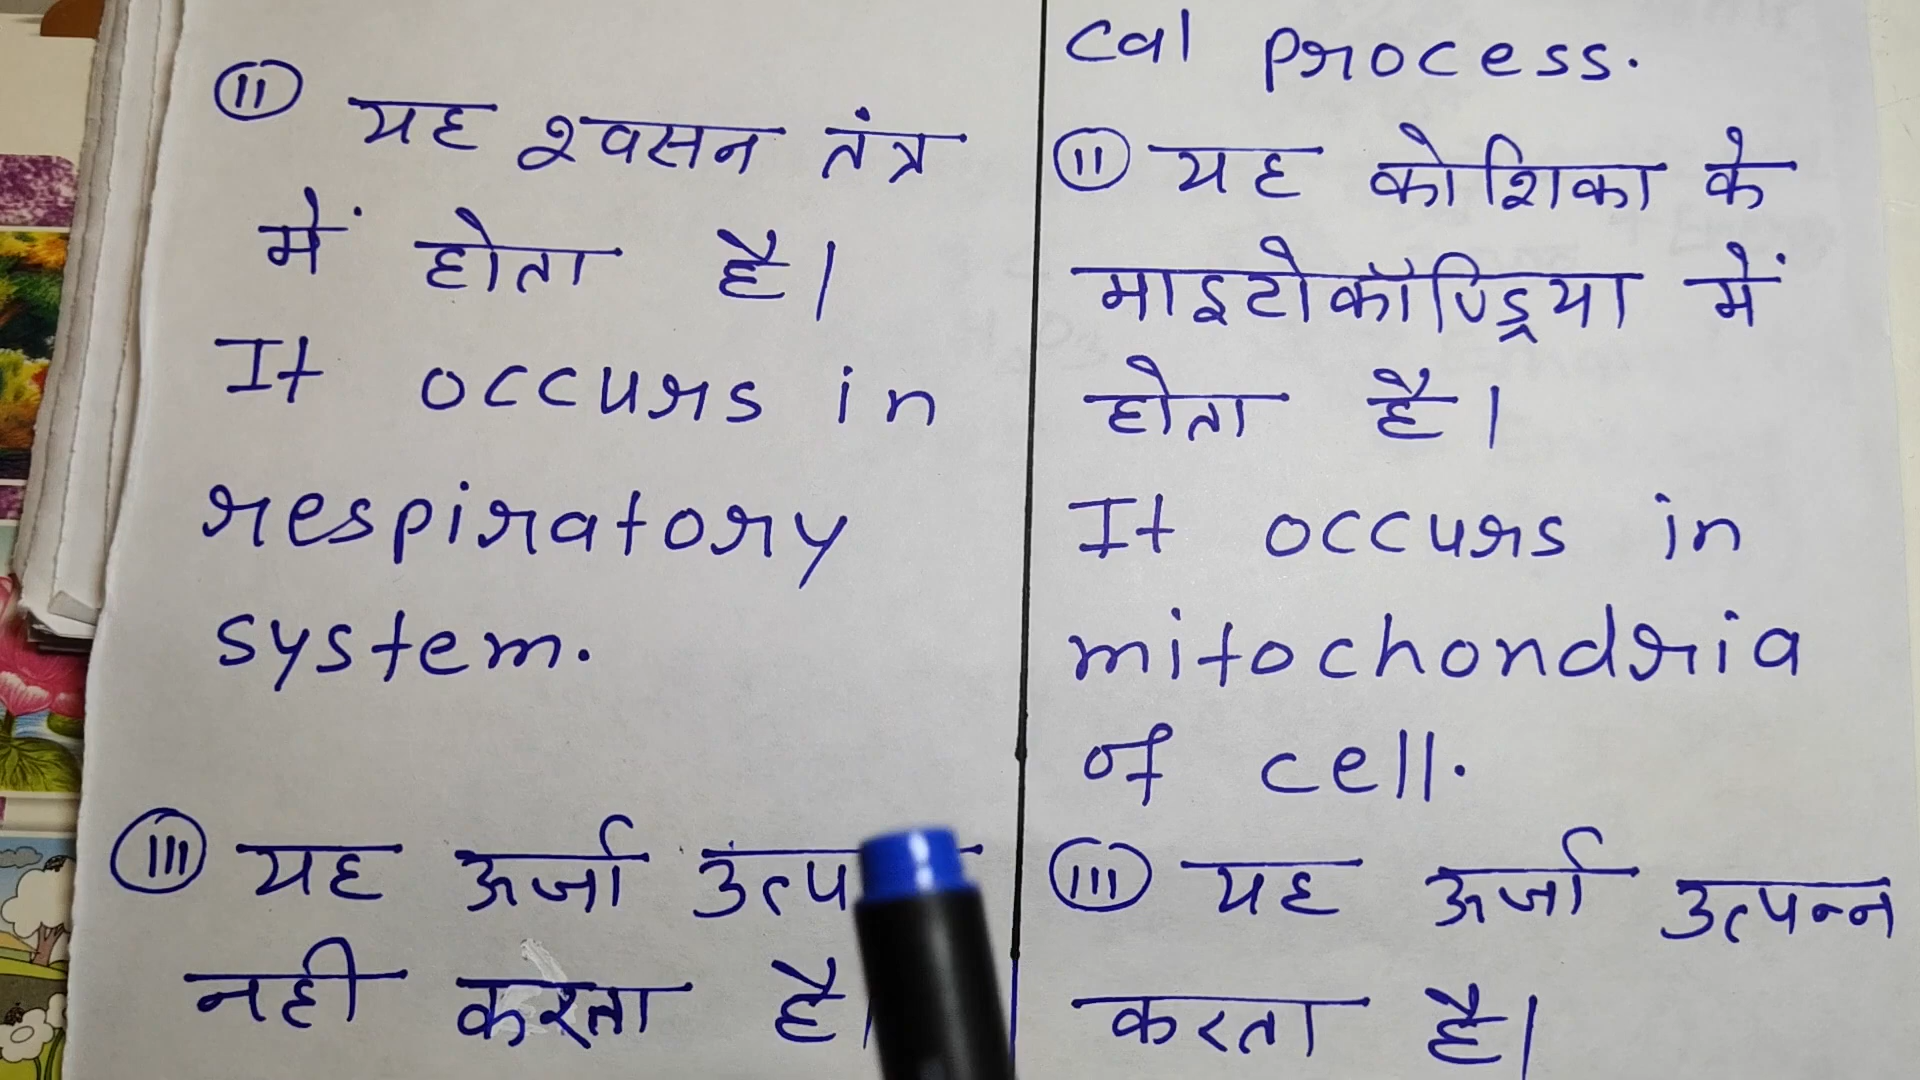 (ii) यह श्वसन तंत्र
में होता है।
It occurs in
respiratory
system.
(iii) यह ऊर्जा
नही करता है।
cal process.
(ii) यह कोशिका के
माइटोकॉण्ड्रिया में
होता है।
It occurs in
mitochondria
of cell.
(iii) यह ऊर्जा उत्पन्न
करता है।